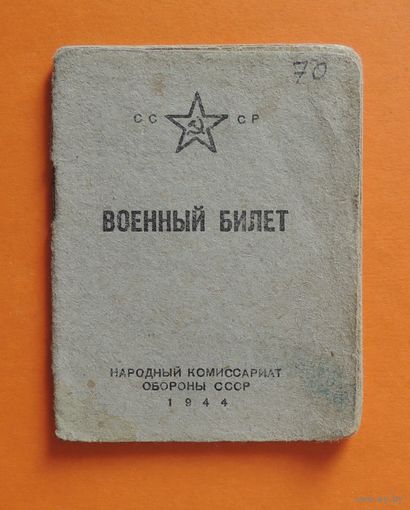 70
СС СР
ВОЕННЫЙ БИЛЕТ
НАРОДНЫЙ КОМИССАРИАТ
ОБОРОНЫ СССР
1944